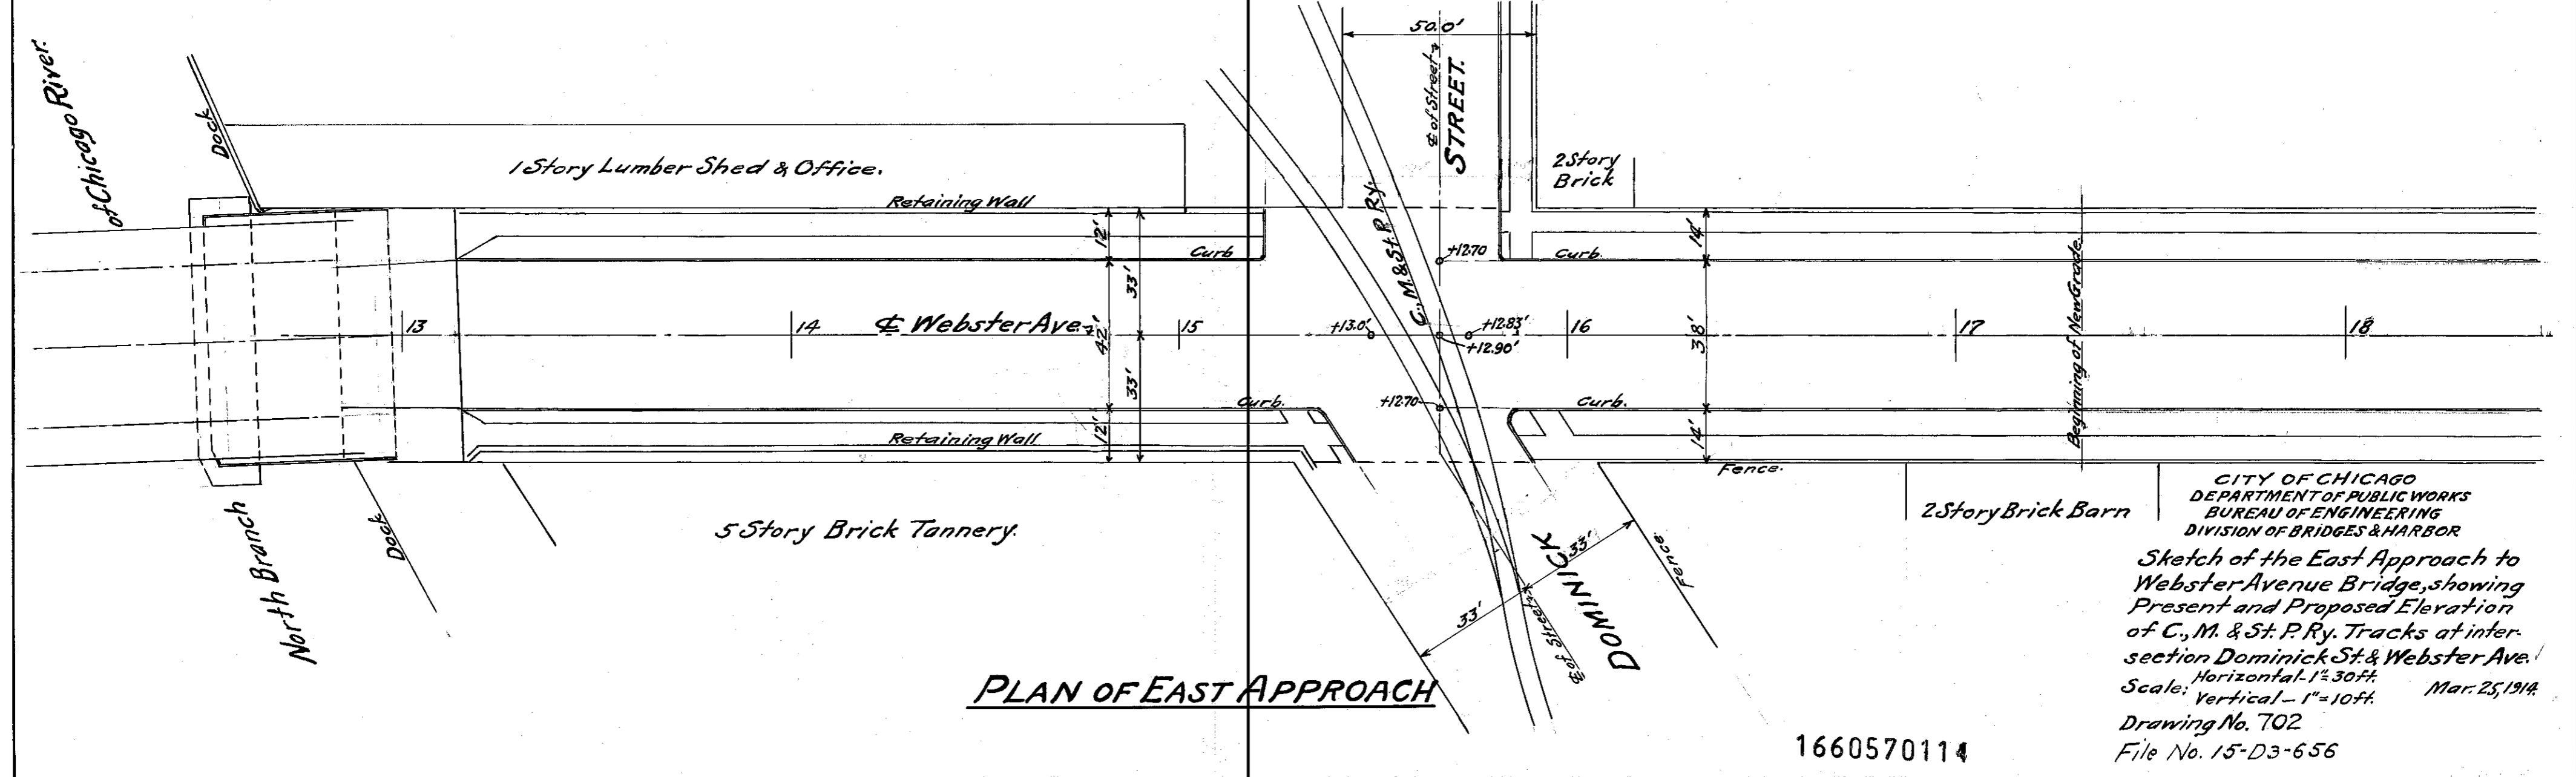 of Chicago River.
North Branch
Dock
Dock
1 Story Lumber Shed & Office.
Retaining Wall
Curb
12'
42'
12'
33'
33'
13
14
℄ Webster Ave.
15
16
17
18
Curb.
Retaining Wall
5 Story Brick Tannery.
50.0'
℄ of Street
STREET.
C., M. & St. P. Ry.
+12.70
+13.0'
+12.83'
+12.90'
+12.70
2 Story
Brick
Curb.
14'
38'
14'
Curb.
Beginning of New Grade.
Fence.
33'
33'
℄ of Street
DOMINICK
Fence
2 Story Brick Barn
PLAN OF EAST APPROACH
CITY OF CHICAGO
DEPARTMENT OF PUBLIC WORKS
BUREAU OF ENGINEERING
DIVISION OF BRIDGES & HARBOR
Sketch of the East Approach to
Webster Avenue Bridge, showing
Present and Proposed Elevation
of C., M. & St. P. Ry. Tracks at inter-
section Dominick St. & Webster Ave.
Scale: Horizontal-1"=30ft.
Vertical-1"=10ft.
Mar. 25, 1914.
Drawing No. 702
File No. 15-D3-656
1660570114